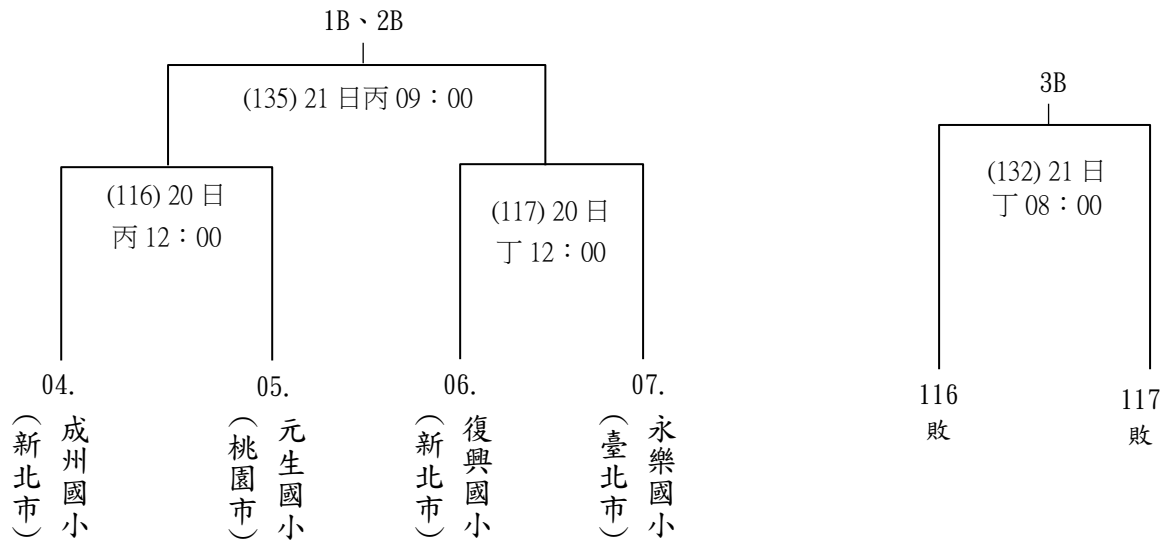 1B、2B
(135) 21 日丙 09：00
(116) 20 日
丙 12：00
(117) 20 日
丁 12：00
04.
成州國小
(新北市)
05.
元生國小
(桃園市)
06.
復興國小
(新北市)
07.
永樂國小
(臺北市)
3B
(132) 21 日
丁 08：00
116
敗
117
敗